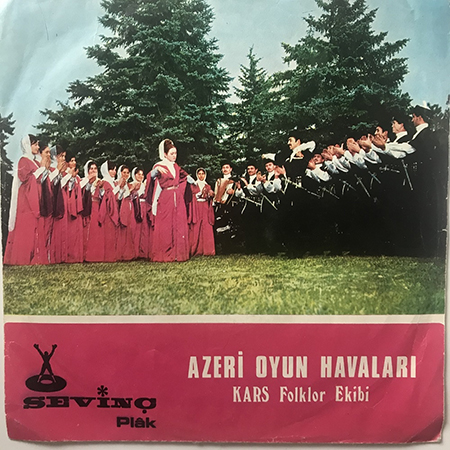 AZERİ OYUN HAVALARI
KARS Folklor Ekibi
SEVİNÇ
Plâk